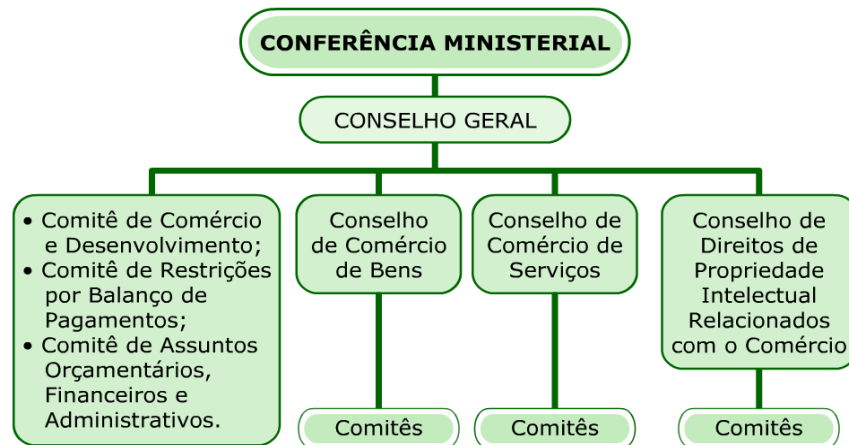 CONFERÊNCIA MINISTERIAL
CONSELHO GERAL
• Comitê de Comércio
e Desenvolvimento;
• Comitê de Restrições
por Balanço de
Pagamentos;
• Comitê de Assuntos
Orçamentários,
Financeiros e
Administrativos.
Conselho
de Comércio
de Bens
Conselho de
Comércio de
Serviços
Conselho de
Direitos de
Propriedade
Intelectual
Relacionados
com o Comércio
Comitês
Comitês
Comitês